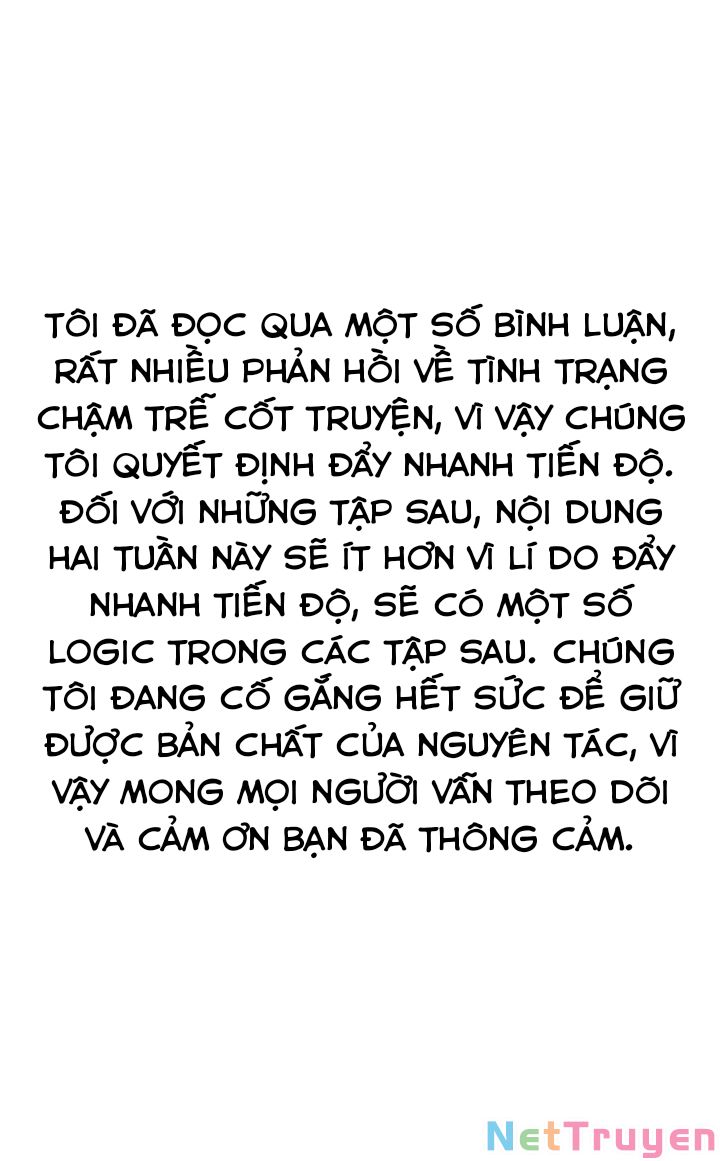 TÔI ĐÃ ĐỌC QUA MỘT SỐ BÌNH LUẬN,
RẤT NHIỀU PHẢN HỒI VỀ TÌNH TRẠNG
CHẬM TRỄ CỐT TRUYỆN, VÌ VẬY CHÚNG
TÔI QUYẾT ĐỊNH ĐẨY NHANH TIẾN ĐỘ.
ĐỐI VỚI NHỮNG TẬP SAU, NỘI DUNG
HAI TUẦN NÀY SẼ ÍT HƠN VÌ LÍ DO ĐẨY
NHANH TIẾN ĐỘ, SẼ CÓ MỘT SỐ
LOGIC TRONG CÁC TẬP SAU. CHÚNG
TÔI ĐANG CỐ GẮNG HẾT SỨC ĐỂ GIỮ
ĐƯỢC BẢN CHẤT CỦA NGUYÊN TÁC, VÌ
VẬY MONG MỌI NGƯỜI VẪN THEO DÕI
VÀ CẢM ƠN BẠN ĐÃ THÔNG CẢM.
NetTruyen